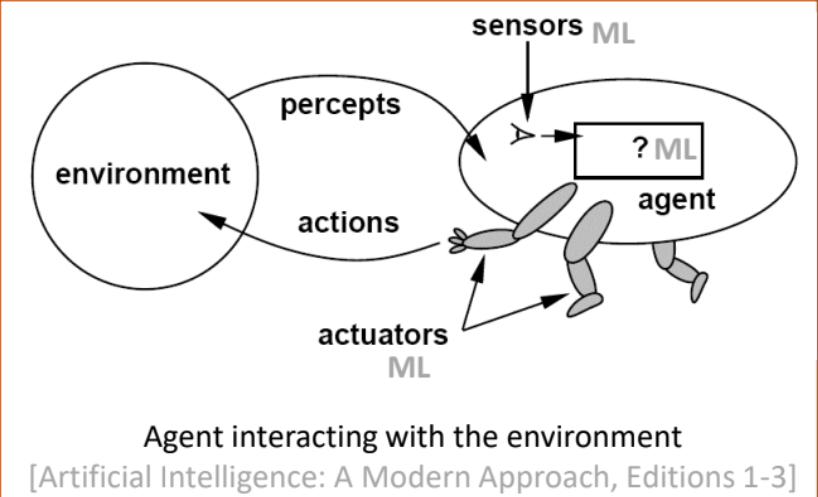 sensors ML
percepts
environment
? ML
agent
actions
actuators
ML
Agent interacting with the environment
[Artificial Intelligence: A Modern Approach, Editions 1-3]